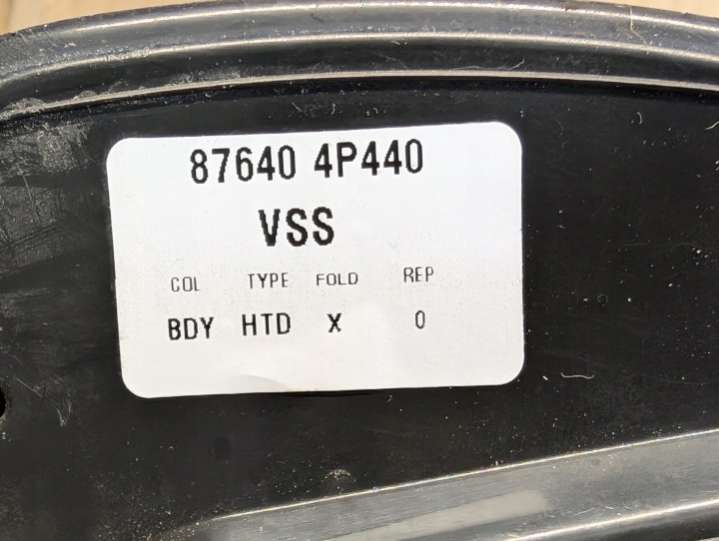 87640 4P440
VSS
COL TYPE FOLD REP
BDY HTD X 0